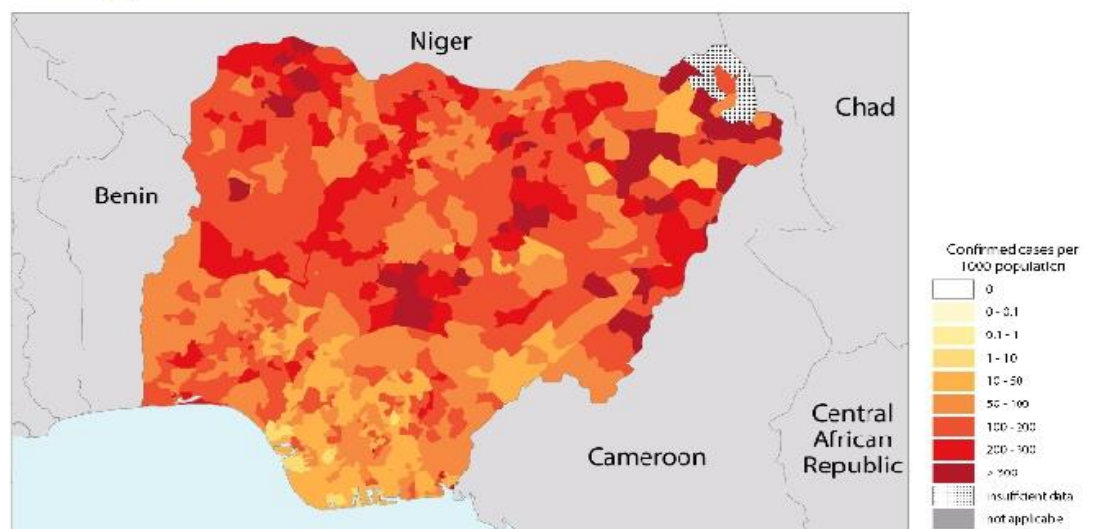 Niger
Chad
Benin
Cameroon
Central
African
Republic
Confirmed cases per
1000 population
0
0 - 0.1
0.1 - 1
1 - 10
10 - 50
50 - 100
100 - 200
200 - 300
> 300
insufficient data
not applicable